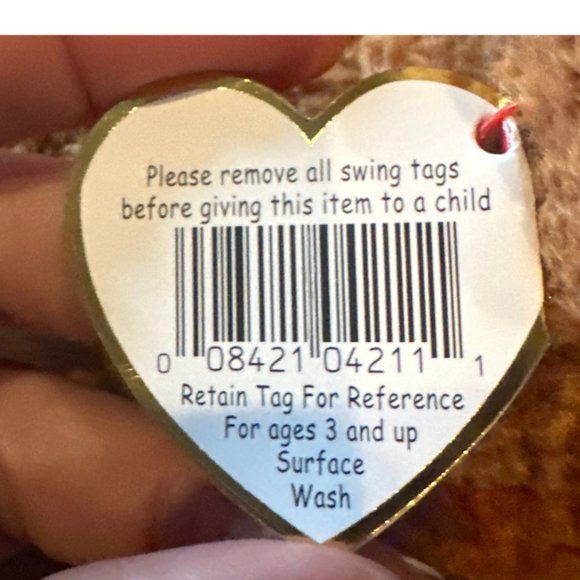 Please remove all swing tags
before giving this item to a child
0 08421 04211 1
Retain Tag For Reference
For ages 3 and up
Surface
Wash